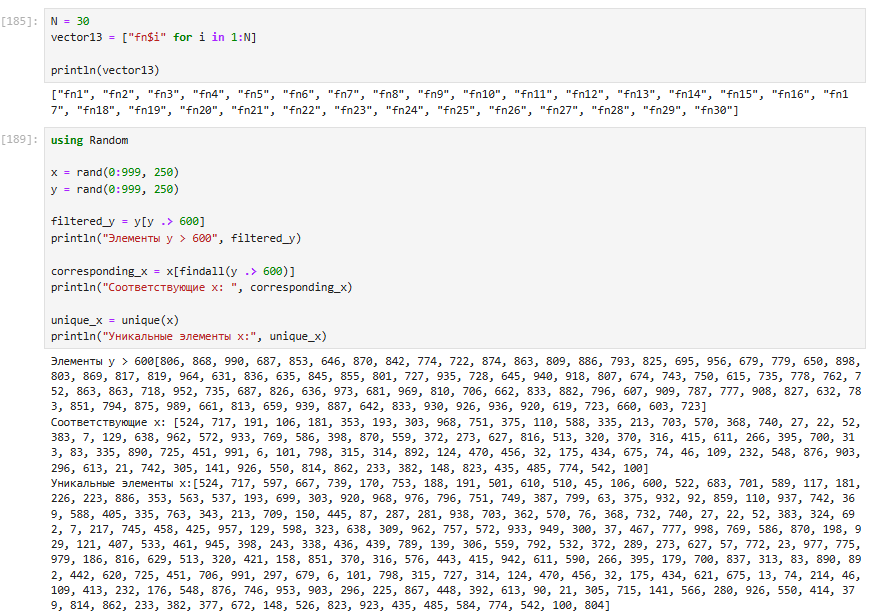 [185]:
N = 30
vector13 = ["fn$i" for i in 1:N]
println(vector13)
["fn1", "fn2", "fn3", "fn4", "fn5", "fn6", "fn7", "fn8", "fn9", "fn10", "fn11", "fn12", "fn13", "fn14", "fn15", "fn16", "fn1
7", "fn18", "fn19", "fn20", "fn21", "fn22", "fn23", "fn24", "fn25", "fn26", "fn27", "fn28", "fn29", "fn30"]
[189]:
using Random
x = rand(0:999, 250)
y = rand(0:999, 250)
filtered_y = y[y .> 600]
println("Элементы y > 600", filtered_y)
corresponding_x = x[findall(y .> 600)]
println("Соответствующие x: ", corresponding_x)
unique_x = unique(x)
println("Уникальные элементы x:", unique_x)
Элементы y > 600[806, 868, 990, 687, 853, 646, 870, 842, 774, 722, 874, 863, 809, 886, 793, 825, 695, 956, 679, 779, 650, 898,
803, 869, 817, 819, 964, 631, 836, 635, 845, 855, 801, 727, 935, 728, 645, 940, 918, 807, 674, 743, 750, 615, 735, 778, 762, 7
52, 863, 863, 718, 952, 735, 687, 826, 636, 973, 681, 969, 810, 706, 662, 833, 882, 796, 607, 909, 787, 777, 908, 827, 632, 78
3, 851, 794, 875, 989, 661, 813, 659, 939, 887, 642, 833, 930, 926, 936, 920, 619, 723, 660, 603, 723]
Соответствующие x: [524, 717, 191, 106, 181, 353, 193, 303, 968, 751, 375, 110, 588, 335, 213, 703, 570, 368, 740, 27, 22, 52,
383, 7, 129, 638, 962, 572, 933, 769, 586, 398, 870, 559, 372, 273, 627, 816, 513, 320, 370, 316, 415, 611, 266, 395, 700, 31
3, 83, 335, 890, 725, 451, 991, 6, 101, 798, 315, 314, 892, 124, 470, 456, 32, 175, 434, 675, 74, 46, 109, 232, 548, 876, 903,
296, 613, 21, 742, 305, 141, 926, 550, 814, 862, 233, 382, 148, 823, 435, 485, 774, 542, 100]
Уникальные элементы x:[524, 717, 597, 667, 739, 170, 753, 188, 191, 501, 610, 510, 45, 106, 600, 522, 683, 701, 589, 117, 181,
226, 223, 886, 353, 563, 537, 193, 699, 303, 920, 968, 976, 796, 751, 749, 387, 799, 63, 375, 932, 92, 859, 110, 937, 742, 36
9, 588, 405, 335, 763, 343, 213, 709, 150, 445, 87, 287, 281, 938, 703, 362, 570, 76, 368, 732, 740, 27, 22, 52, 383, 324, 69
2, 7, 217, 745, 458, 425, 957, 129, 598, 323, 638, 309, 962, 757, 572, 933, 949, 300, 37, 467, 777, 998, 769, 586, 870, 198, 9
29, 121, 407, 533, 461, 945, 398, 243, 338, 436, 439, 789, 139, 306, 559, 792, 532, 372, 289, 273, 627, 57, 772, 23, 977, 775,
979, 186, 816, 629, 513, 320, 421, 158, 851, 370, 316, 576, 443, 415, 942, 611, 590, 266, 395, 179, 700, 837, 313, 83, 890, 89
2, 442, 620, 725, 451, 706, 991, 297, 679, 6, 101, 798, 315, 727, 314, 124, 470, 456, 32, 175, 434, 621, 675, 13, 74, 214, 46,
109, 413, 232, 176, 548, 876, 746, 953, 903, 296, 225, 867, 448, 392, 613, 90, 21, 305, 715, 141, 566, 280, 926, 550, 414, 37
9, 814, 862, 233, 382, 377, 672, 148, 526, 823, 923, 435, 485, 584, 774, 542, 100, 804]